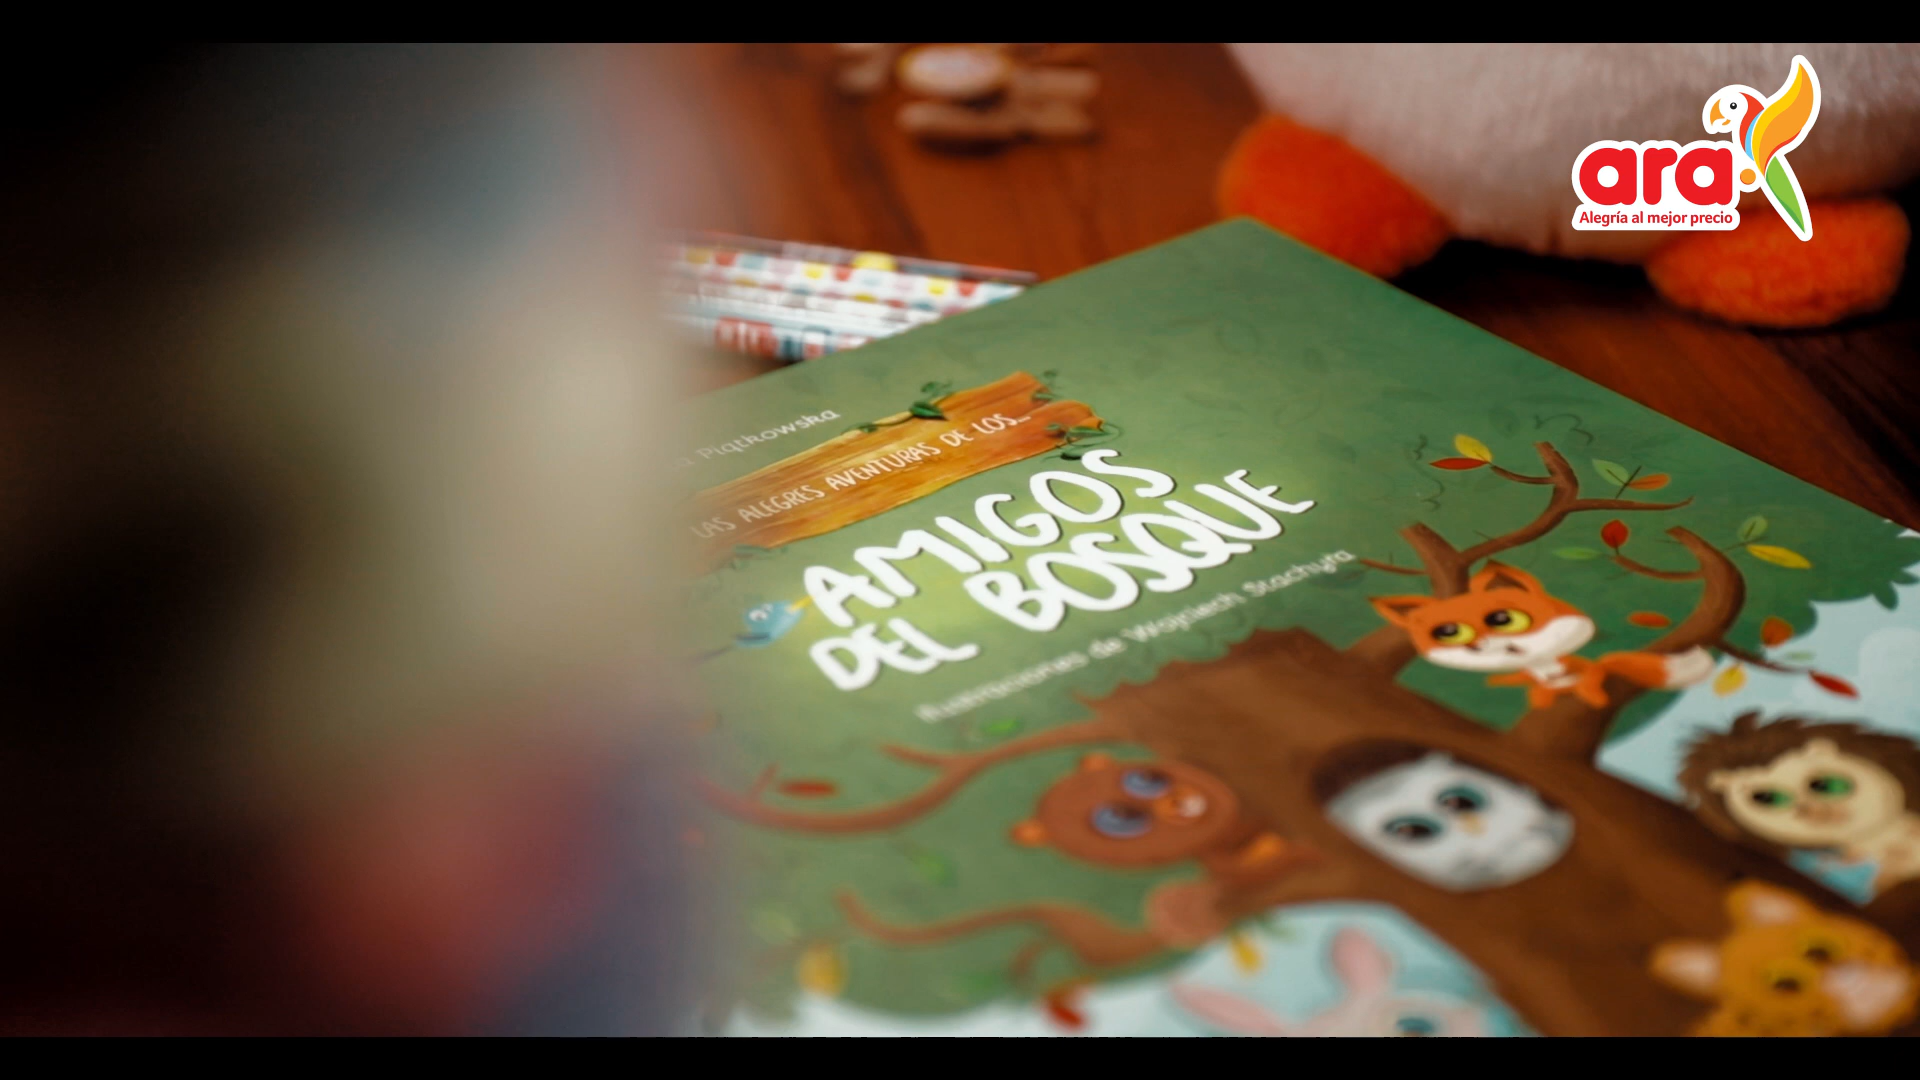 ara
Alegría al mejor precio
Piątkowska
LAS ALEGRES AVENTURAS DE LOS...
AMIGOS
DEL BOSQUE
Ilustraciones de Wojciech Stachyra